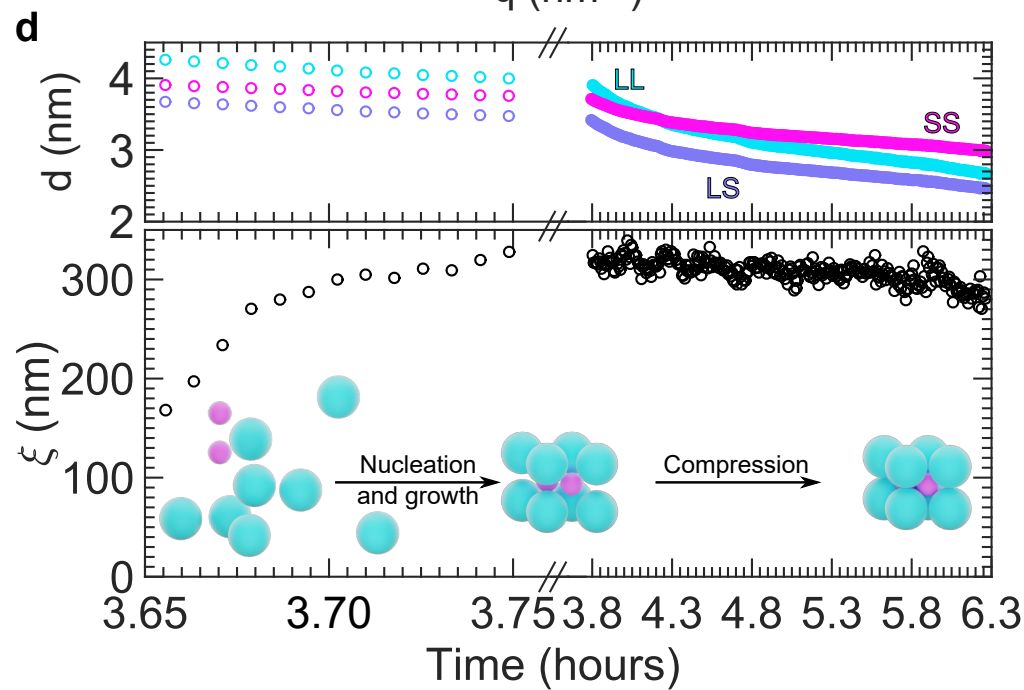 q (nm
d
4
3
2
d (nm)
LL
SS
LS
300
200
100
0
ξ (nm)
Nucleation
and growth
Compression
3.65 3.70 3.75 3.8 4.3 4.8 5.3 5.8 6.3
Time (hours)